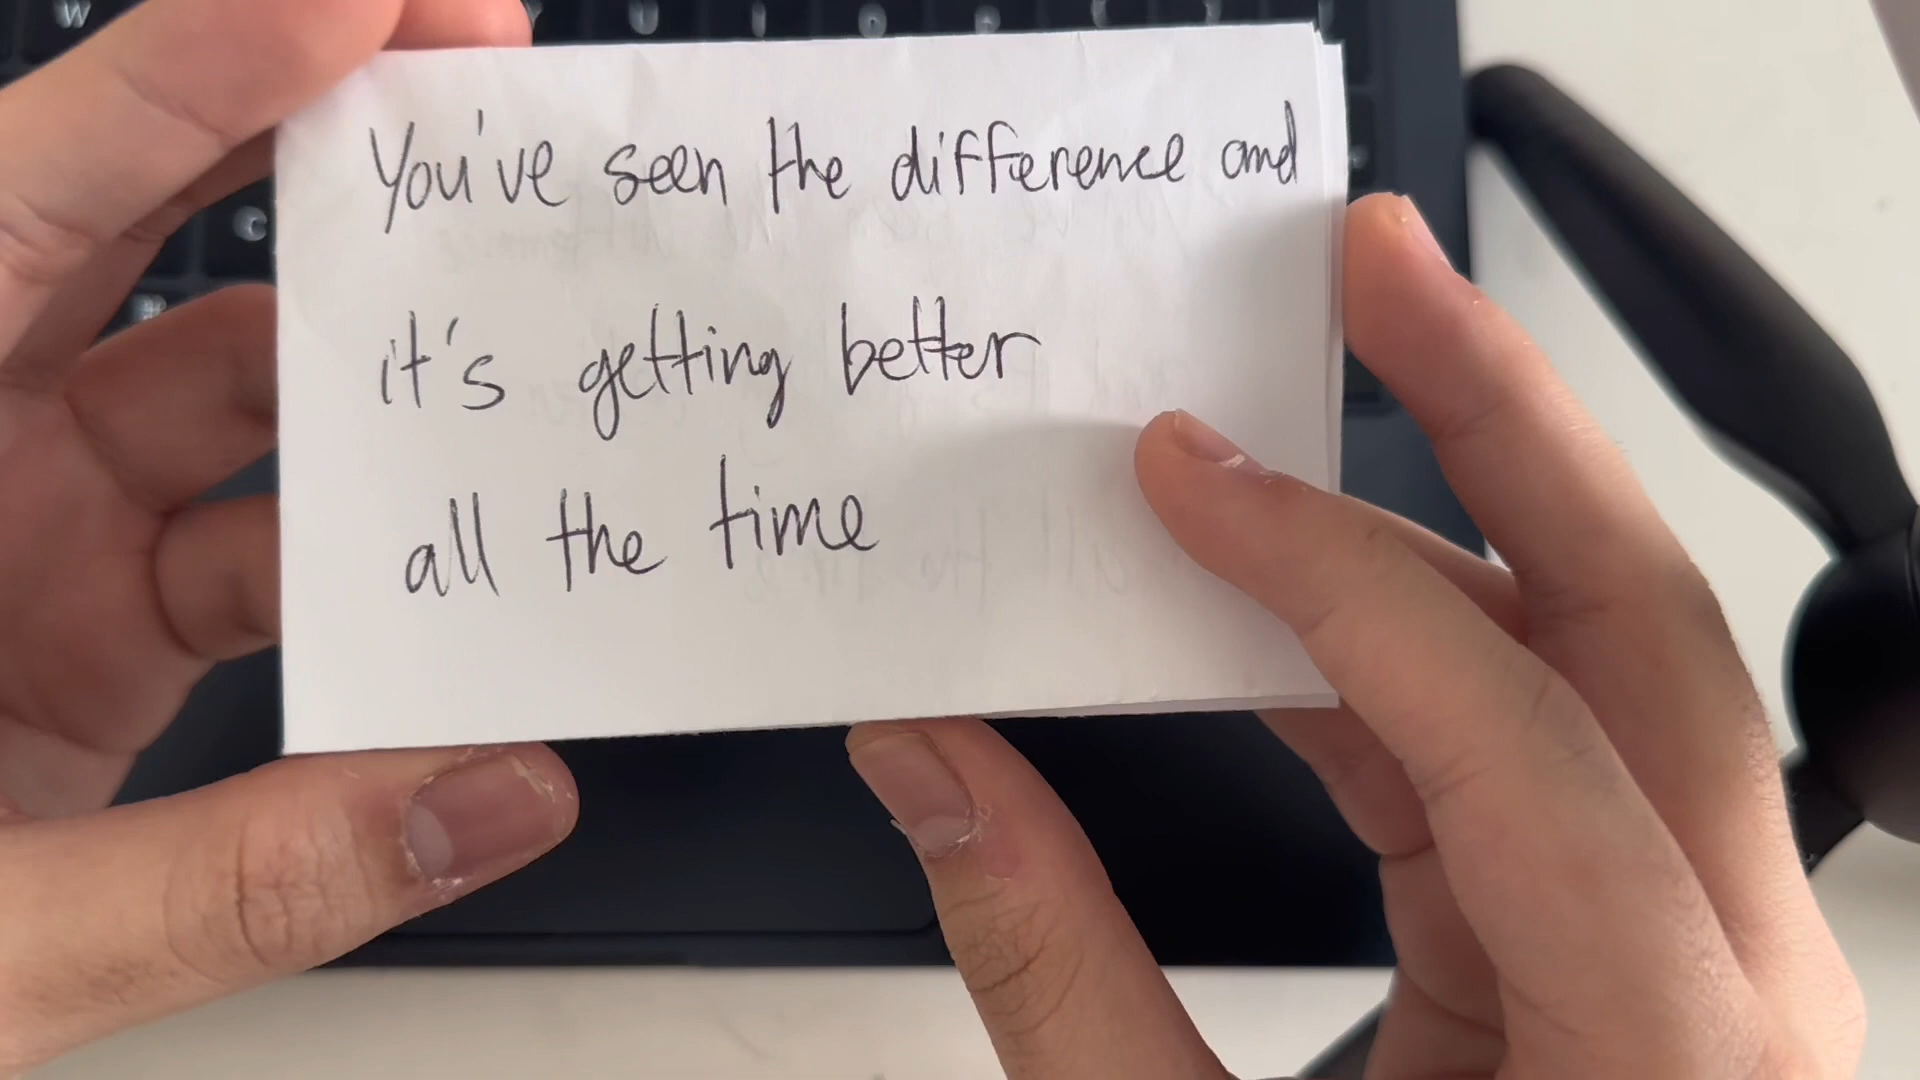 You've seen the difference and
it's getting better
all the time